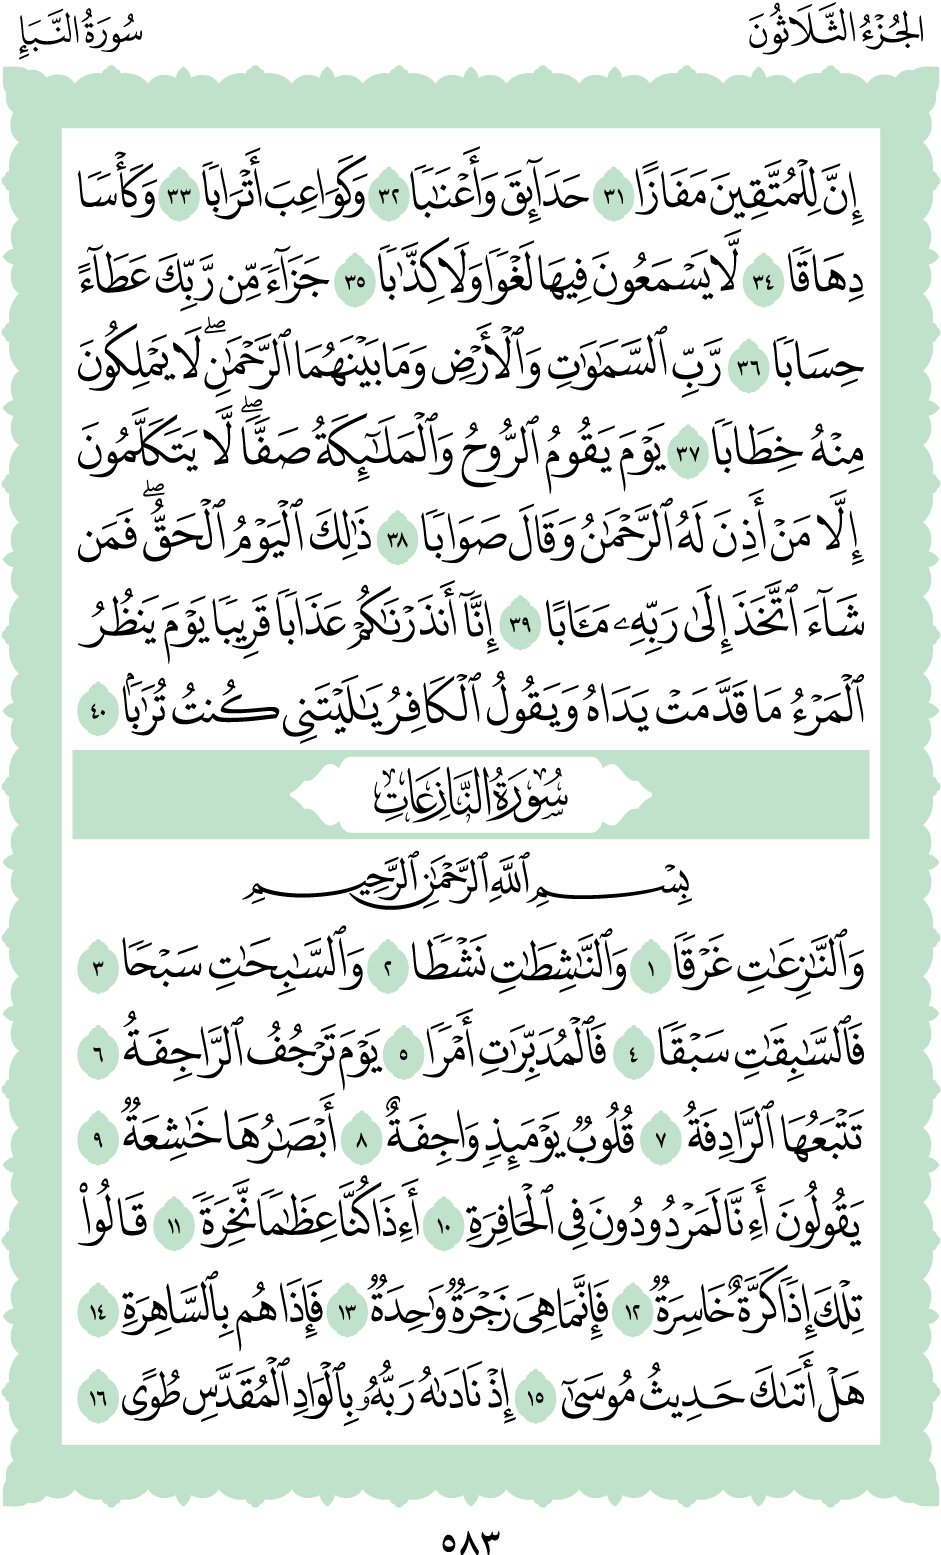 الجُزْءُ الثَّلَاثُونَ
سُورَةُ النَّبَإِ
إِنَّ لِلْمُتَّقِينَ مَفَازًا ٣١ حَدَآئِقَ وَأَعْنَٰبٗا ٣٢ وَكَوَاعِبَ أَتْرَابٗا ٣٣ وَكَأْسٗا
دِهَاقٗا ٣٤ لَّا يَسْمَعُونَ فِيهَا لَغْوٗا وَلَا كِذَّٰبٗا ٣٥ جَزَآءٗ مِّن رَّبِّكَ عَطَآءً
حِسَابٗا ٣٦ رَّبِّ ٱلسَّمَٰوَٰتِ وَٱلْأَرْضِ وَمَا بَيْنَهُمَا ٱلرَّحْمَٰنِۖ لَا يَمْلِكُونَ
مِنْهُ خِطَابٗا ٣٧ يَوْمَ يَقُومُ ٱلرُّوحُ وَٱلْمَلَٰٓئِكَةُ صَفّٗاۖ لَّا يَتَكَلَّمُونَ
إِلَّا مَنْ أَذِنَ لَهُ ٱلرَّحْمَٰنُ وَقَالَ صَوَابٗا ٣٨ ذَٰلِكَ ٱلْيَوْمُ ٱلْحَقُّۖ فَمَن
شَآءَ ٱتَّخَذَ إِلَىٰ رَبِّهِۦ مَـَٔابًا ٣٩ إِنَّآ أَنذَرْنَٰكُمْ عَذَابٗا قَرِيبٗا يَوْمَ يَنظُرُ
ٱلْمَرْءُ مَا قَدَّمَتْ يَدَاهُ وَيَقُولُ ٱلْكَافِرُ يَٰلَيْتَنِي كُنتُ تُرَٰبَۢا ٤٠
سُورَةُ النَّازِعَاتِ
بِسْمِ ٱللَّهِ ٱلرَّحْمَٰنِ ٱلرَّحِيمِ
وَٱلنَّٰزِعَٰتِ غَرْقٗا ١ وَٱلنَّٰشِطَٰتِ نَشْطٗا ٢ وَٱلسَّٰبِحَٰتِ سَبْحٗا ٣
فَٱلسَّٰبِقَٰتِ سَبْقٗا ٤ فَٱلْمُدَبِّرَٰتِ أَمْرٗا ٥ يَوْمَ تَرْجُفُ ٱلرَّاجِفَةُ ٦
تَتْبَعُهَا ٱلرَّادِفَةُ ٧ قُلُوبٞ يَوْمَئِذٖ وَاجِفَةٌ ٨ أَبْصَٰرُهَا خَٰشِعَةٞ ٩
يَقُولُونَ أَءِنَّا لَمَرْدُودُونَ فِي ٱلْحَافِرَةِ ١٠ أَءِذَا كُنَّا عِظَٰمٗا نَّخِرَةٗ ١١ قَالُواْ
تِلْكَ إِذٗا كَرَّةٌ خَاسِرَةٞ ١٢ فَإِنَّمَا هِيَ زَجْرَةٞ وَٰحِدَةٞ ١٣ فَإِذَا هُم بِٱلسَّاهِرَةِ ١٤
هَلْ أَتَىٰكَ حَدِيثُ مُوسَىٰٓ ١٥ إِذْ نَادَىٰهُ رَبُّهُۥ بِٱلْوَادِ ٱلْمُقَدَّسِ طُوًى ١٦
٥٨٣